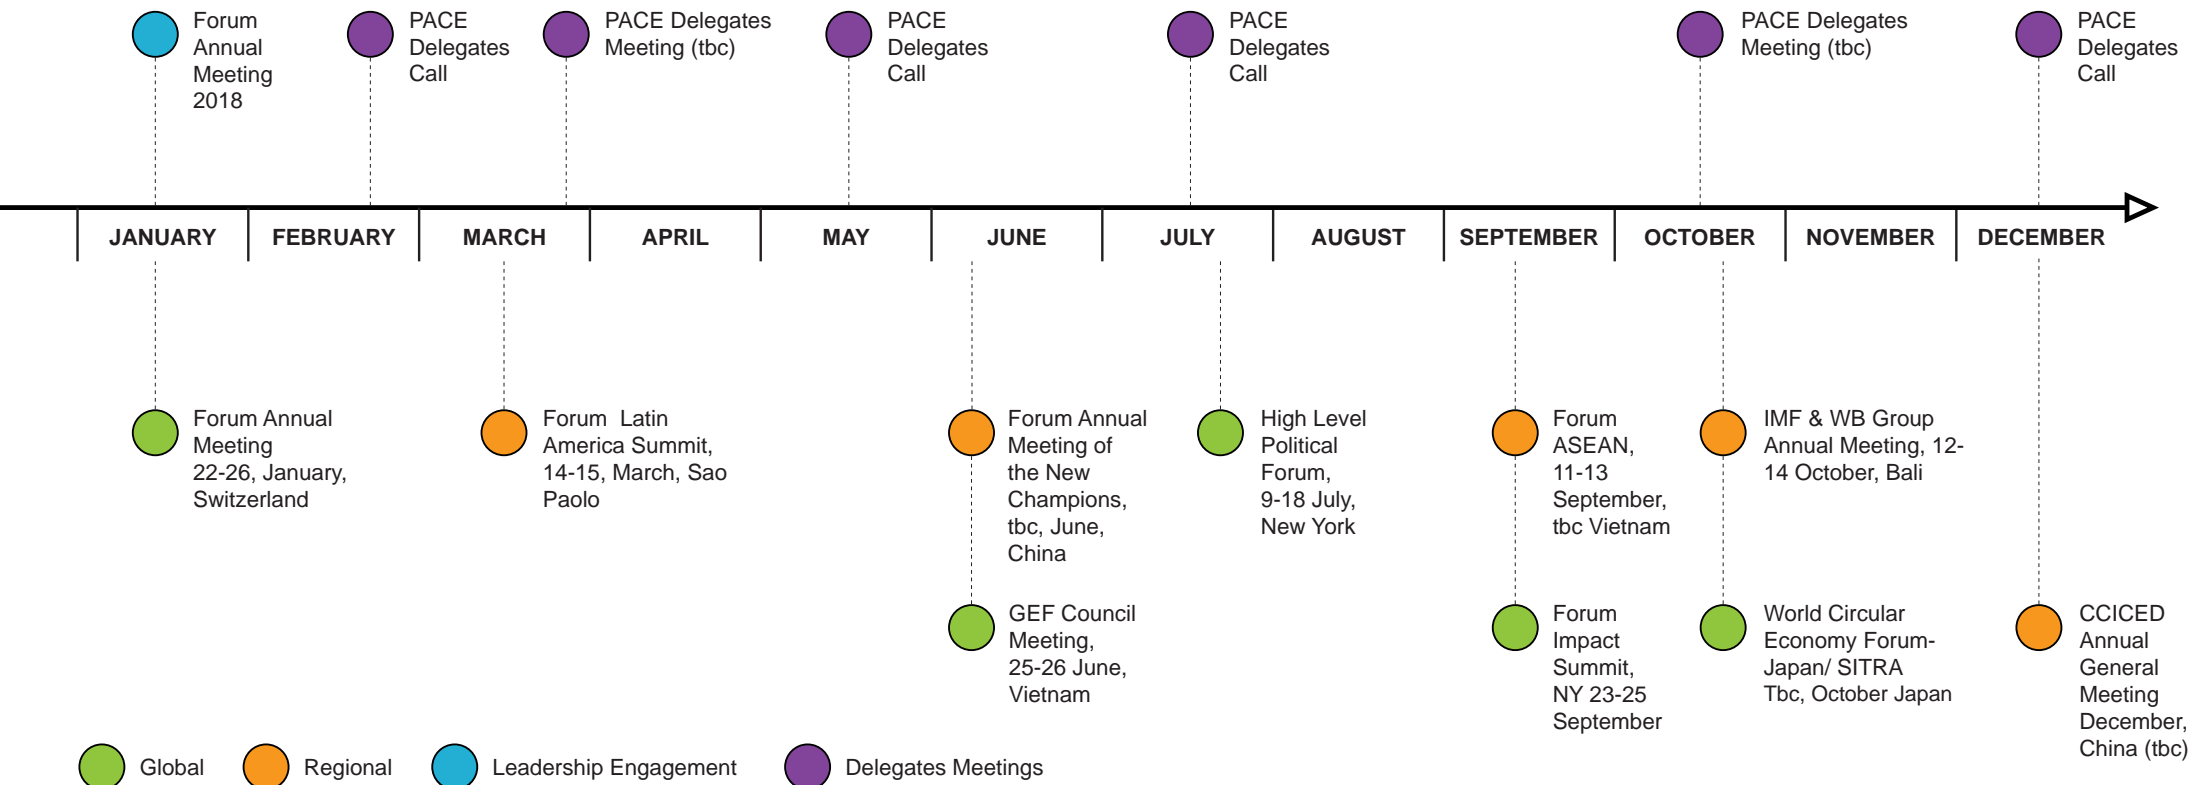 Forum
Annual
Meeting
2018
PACE
Delegates
Call
PACE Delegates
Meeting (tbc)
PACE
Delegates
Call
PACE
Delegates
Call
PACE Delegates
Meeting (tbc)
PACE
Delegates
Call
JANUARY
FEBRUARY
MARCH
APRIL
MAY
JUNE
JULY
AUGUST
SEPTEMBER
OCTOBER
NOVEMBER
DECEMBER
Forum Annual
Meeting
22-26, January,
Switzerland
Forum Latin
America Summit,
14-15, March, Sao
Paolo
Forum Annual
Meeting of
the New
Champions,
tbc, June,
China
High Level
Political
Forum,
9-18 July,
New York
Forum
ASEAN,
11-13
September,
tbc Vietnam
IMF & WB Group
Annual Meeting, 12-
14 October, Bali
GEF Council
Meeting,
25-26 June,
Vietnam
Forum
Impact
Summit,
NY 23-25
September
World Circular
Economy Forum-
Japan/ SITRA
Tbc, October Japan
CCICED
Annual
General
Meeting
December,
China (tbc)
Global
Regional
Leadership Engagement
Delegates Meetings